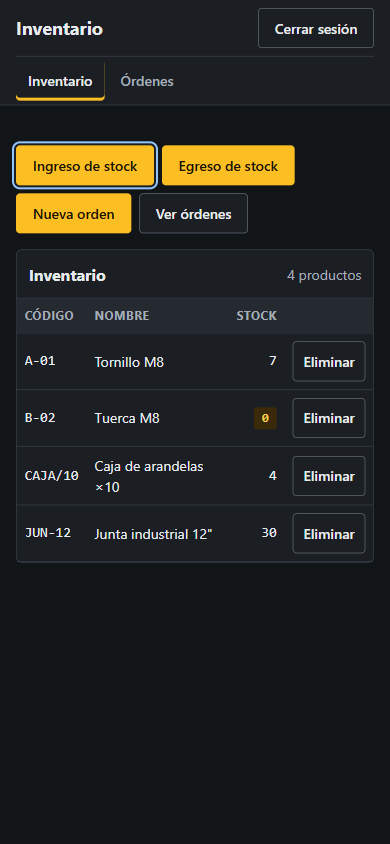 Inventario
Cerrar sesión
Inventario Órdenes
Ingreso de stock Egreso de stock
Nueva orden Ver órdenes
Inventario 4 productos
CÓDIGO NOMBRE STOCK
A-01 Tornillo M8 7 Eliminar
B-02 Tuerca M8 0 Eliminar
CAJA/10 Caja de arandelas ×10 4 Eliminar
JUN-12 Junta industrial 12" 30 Eliminar